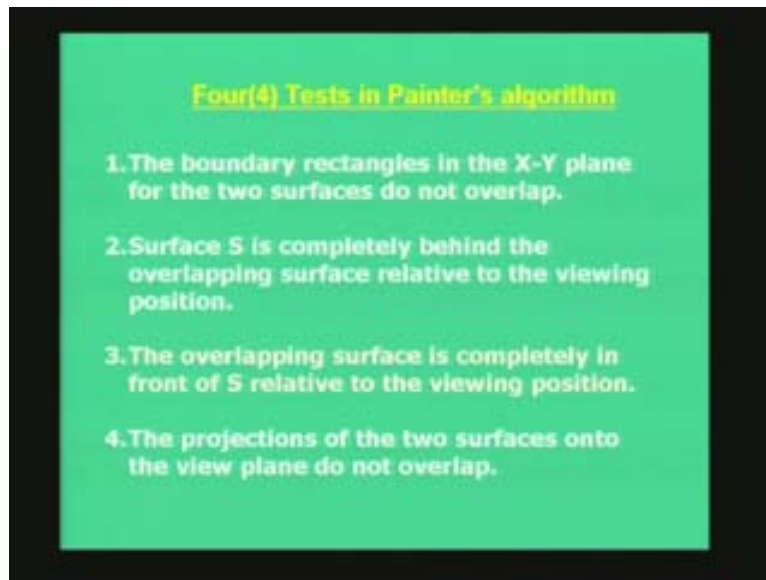 Four(4) Tests in Painter's algorithm
1.The boundary rectangles in the X-Y plane
for the two surfaces do not overlap.
2.Surface S is completely behind the
overlapping surface relative to the viewing
position.
3.The overlapping surface is completely in
front of S relative to the viewing position.
4.The projections of the two surfaces onto
the view plane do not overlap.